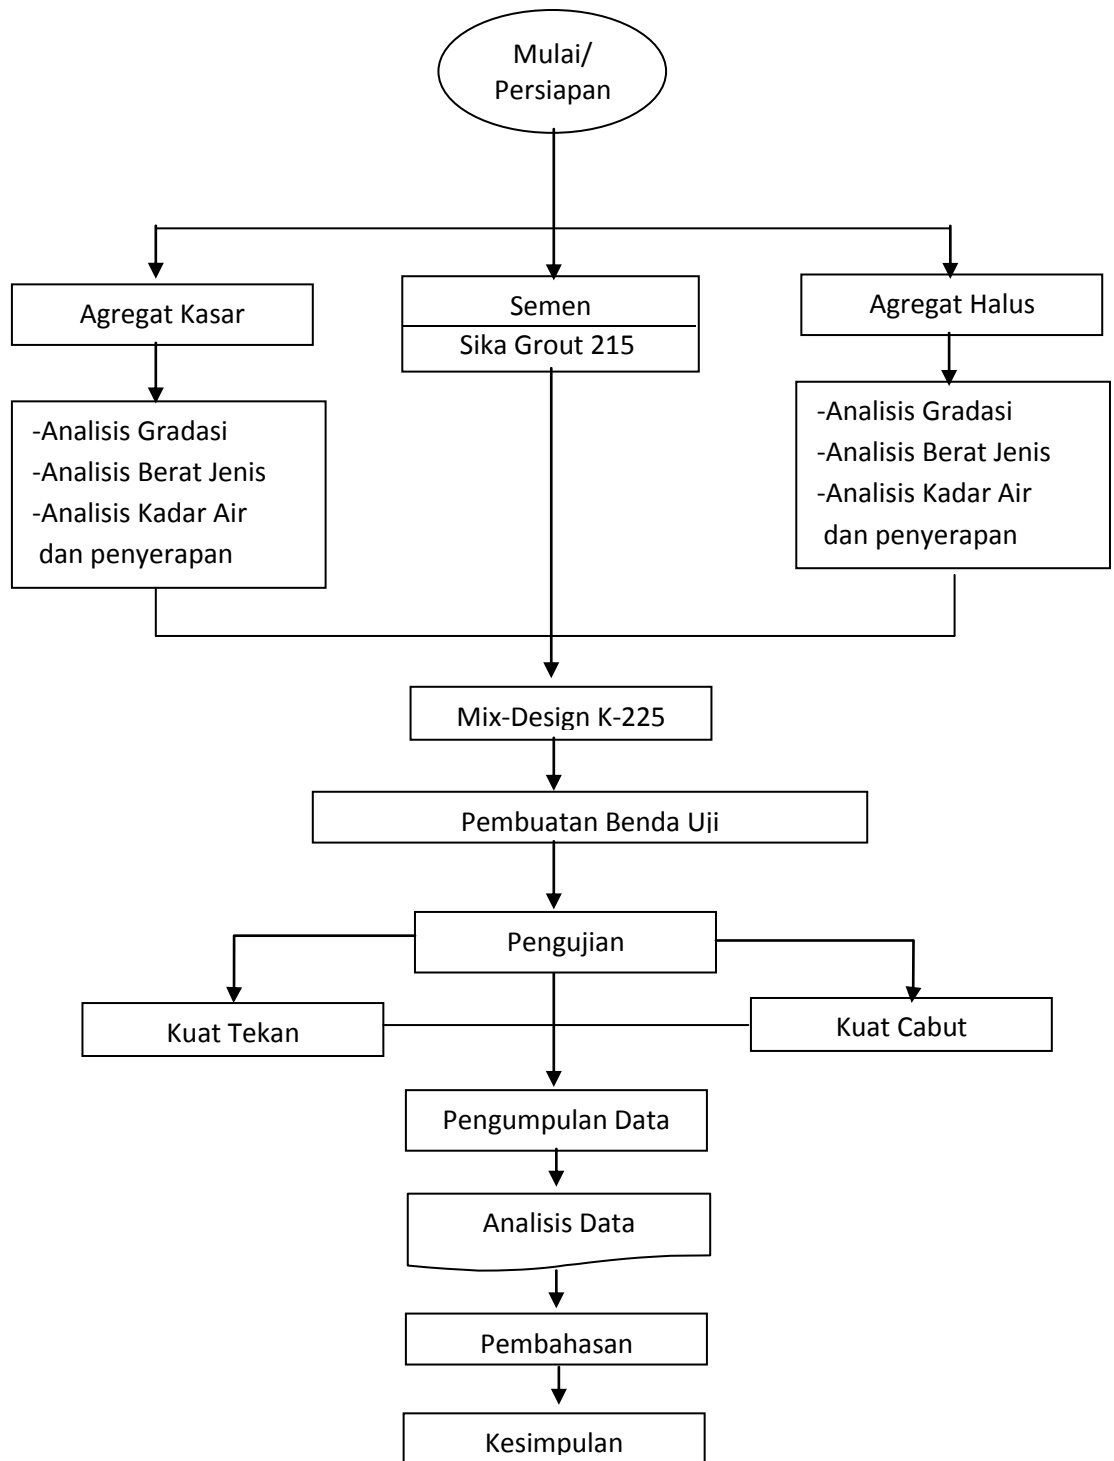 Mulai/
Persiapan
Agregat Kasar
Semen
Sika Grout 215
Agregat Halus
-Analisis Gradasi
-Analisis Berat Jenis
-Analisis Kadar Air
dan penyerapan
-Analisis Gradasi
-Analisis Berat Jenis
-Analisis Kadar Air
dan penyerapan
Mix-Design K-225
Pembuatan Benda Uji
Pengujian
Kuat Tekan
Kuat Cabut
Pengumpulan Data
Analisis Data
Pembahasan
Kesimpulan